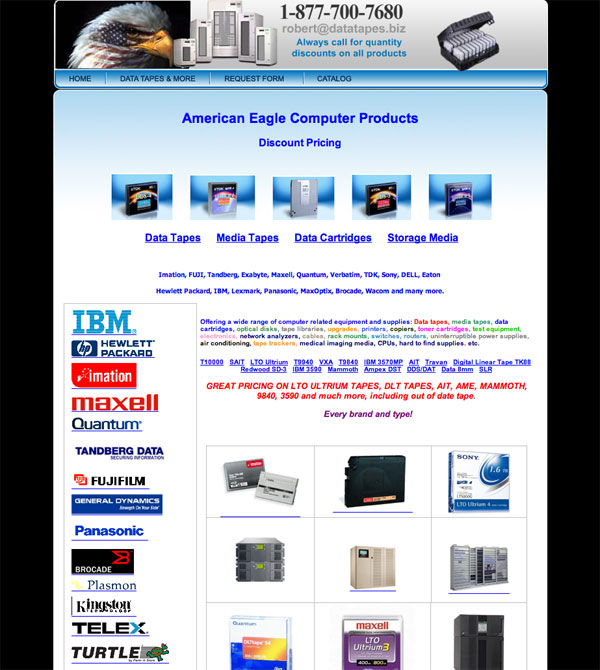 1-877-700-7680
robert@datatapes.biz
Always call for quantity
discounts on all products
HOME
DATA TAPES & MORE
REQUEST FORM
CATALOG
American Eagle Computer Products
Discount Pricing
Data Tapes Media Tapes Data Cartridges Storage Media
Imation, FUJI, Tandberg, Exabyte, Maxell, Quantum, Verbatim, TDK, Sony, DELL, Eaton
Hewlett Packard, IBM, Lexmark, Panasonic, MaxOptix, Brocade, Wacom and many more.
IBM
HEWLETT
PACKARD
imation
maxell
Quantum
TANDBERG DATA
SECURING INFORMATION
FUJIFILM
GENERAL DYNAMICS
Strength On Your Side
Panasonic
BROCADE
Plasmon
Kingston
TELEX
TURTLE
Offering a wide range of computer related equipment and supplies: Data tapes, media tapes, data
cartridges, optical disks, tape libraries, upgrades, printers, copiers, toner cartridges, test equipment,
electronics, network analyzers, cables, rack mounts, switches, routers, uninterruptible power supplies,
air conditioning, tape trackers, medical imaging media, CPUs, hard to find supplies. etc.
T10000 SAIT LTO Ultrium T9940 VXA T9840 IBM 3570MP AIT Travan Digital Linear Tape TK88
Redwood SD-3 IBM 3590 Mammoth Ampex DST DDS/DAT Data 8mm SLR
GREAT PRICING ON LTO ULTRIUM TAPES, DLT TAPES, AIT, AME, MAMMOTH,
9840, 3590 and much more, including out of date tape.
Every brand and type!
SONY
1.6 TB
LTO Ultrium 4
Quantum
maxell
LTO
Ultrium3
400GB 800GB